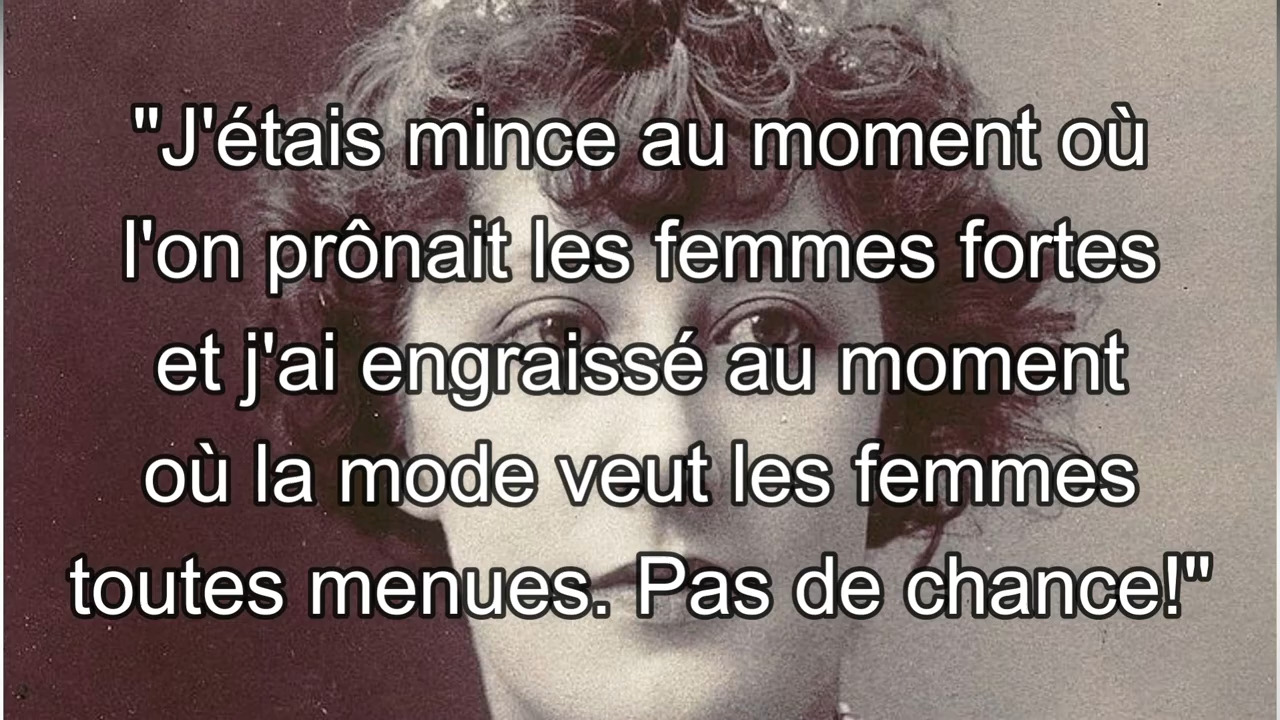 "J'étais mince au moment où
l'on prônait les femmes fortes
et j'ai engraissé au moment
où la mode veut les femmes
toutes menues. Pas de chance!"